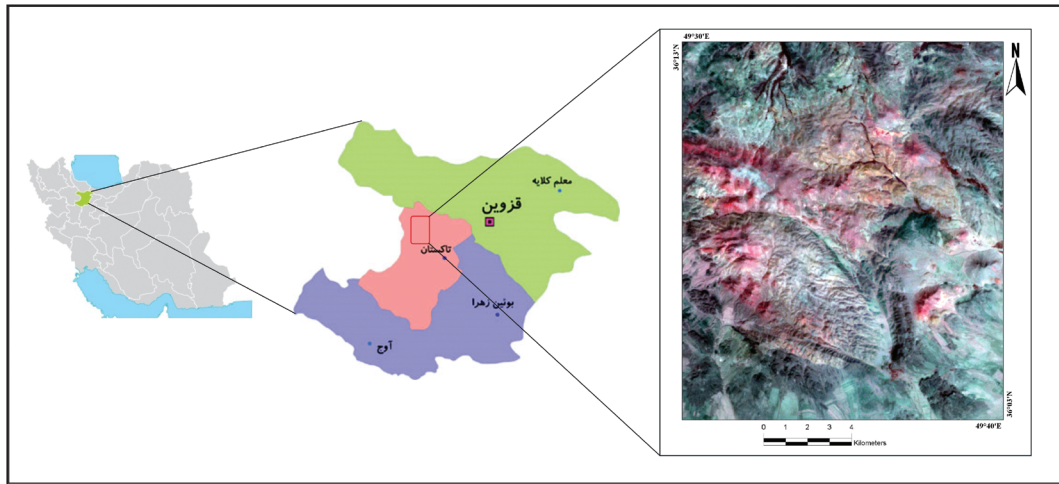 معلم کلایه
قزوین
تاکستان
بوئین زهرا
آوج
49°30'E
36°13'N
N
36°03'N
49°40'E
0 1 2 3 4
Kilometers